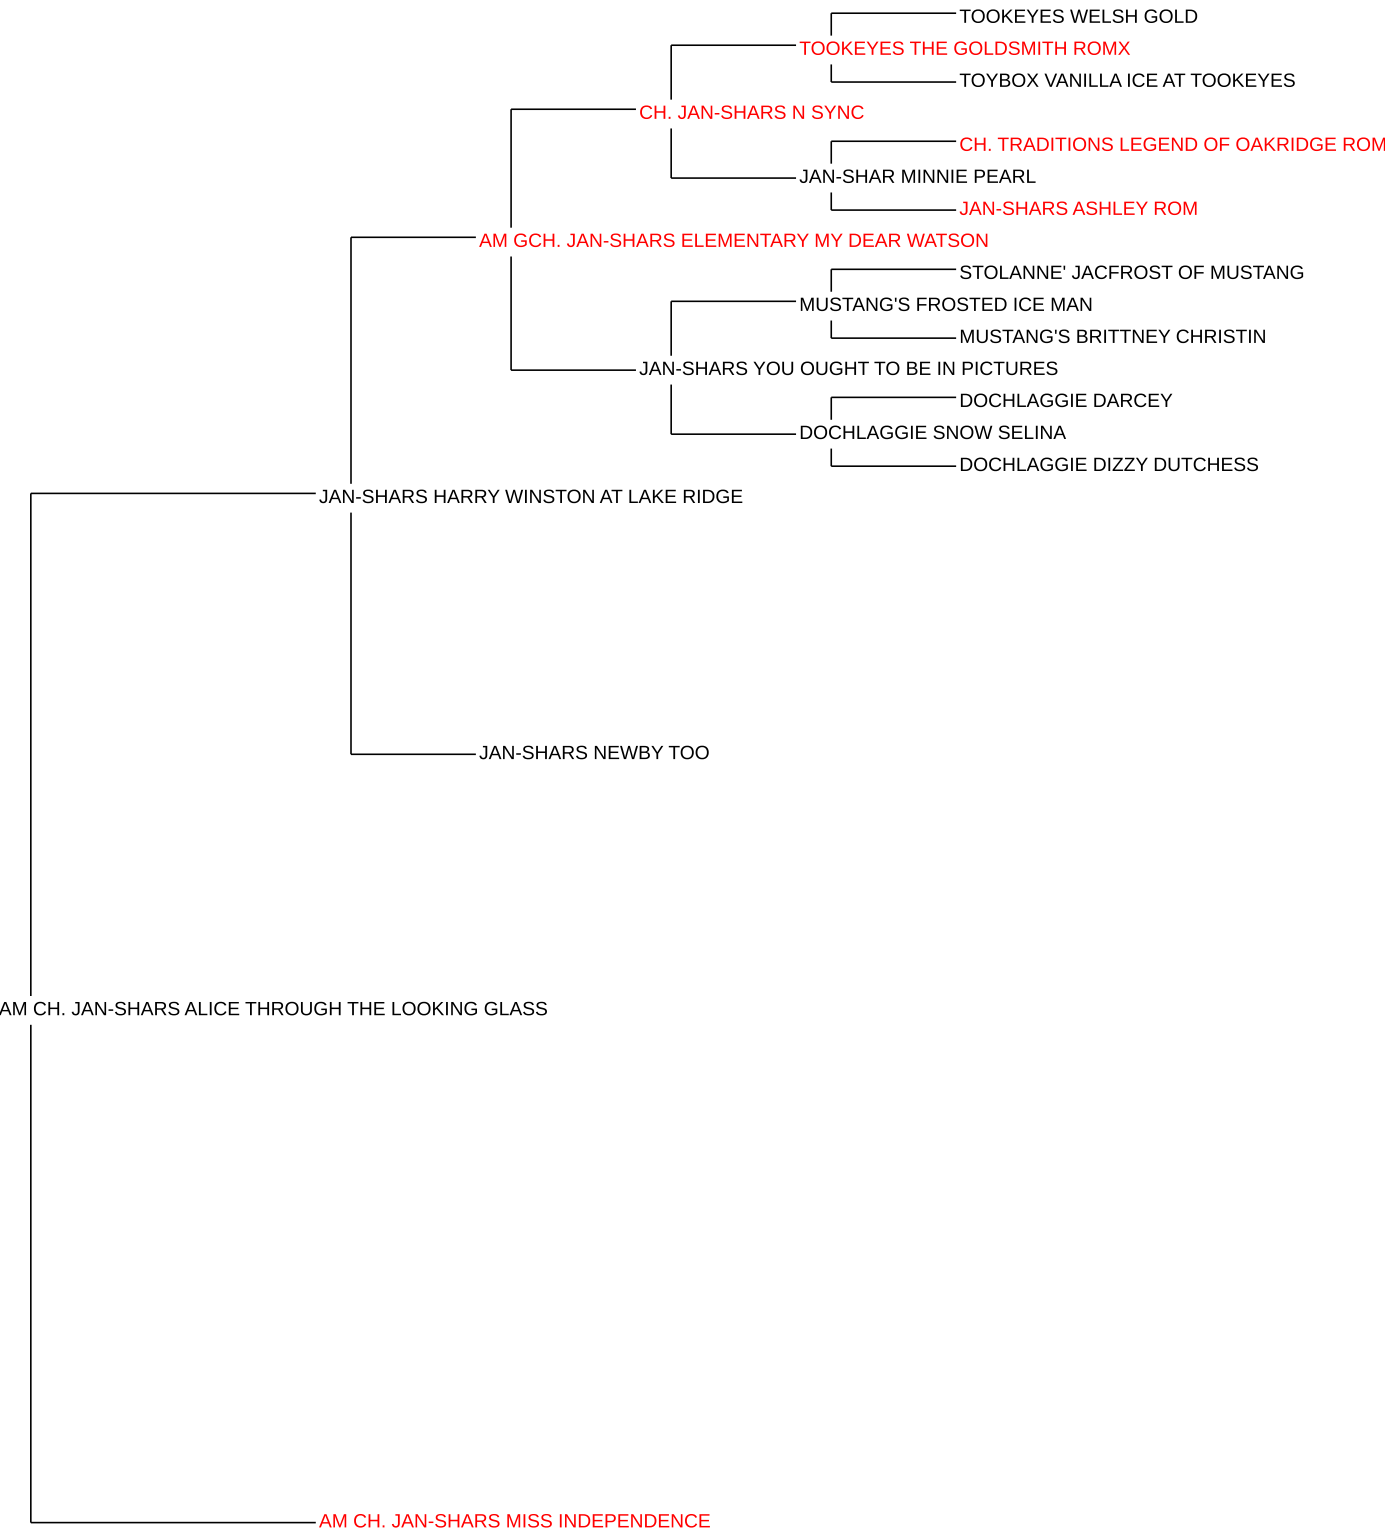 TOOKEYES WELSH GOLD
TOOKEYES THE GOLDSMITH ROMX
TOYBOX VANILLA ICE AT TOOKEYES
CH. JAN-SHARS N SYNC
CH. TRADITIONS LEGEND OF OAKRIDGE ROM
JAN-SHAR MINNIE PEARL
JAN-SHARS ASHLEY ROM
AM GCH. JAN-SHARS ELEMENTARY MY DEAR WATSON
STOLANNE' JACFROST OF MUSTANG
MUSTANG'S FROSTED ICE MAN
MUSTANG'S BRITTNEY CHRISTIN
JAN-SHARS YOU OUGHT TO BE IN PICTURES
DOCHLAGGIE DARCEY
DOCHLAGGIE SNOW SELINA
DOCHLAGGIE DIZZY DUTCHESS
JAN-SHARS HARRY WINSTON AT LAKE RIDGE
JAN-SHARS NEWBY TOO
AM CH. JAN-SHARS ALICE THROUGH THE LOOKING GLASS
AM CH. JAN-SHARS MISS INDEPENDENCE